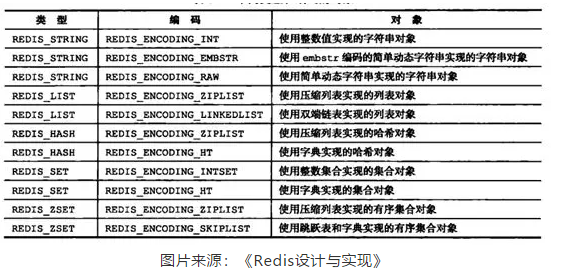 类 型 编 码 对 象
REDIS_STRING REDIS_ENCODING_INT 使用整数值实现的字符串对象
REDIS_STRING REDIS_ENCODING_EMBSTR 使用 embstr 编码的简单动态字符串实现的字符串对象
REDIS_STRING REDIS_ENCODING_RAW 使用简单动态字符串实现的字符串对象
REDIS_LIST REDIS_ENCODING_ZIPLIST 使用压缩列表实现的列表对象
REDIS_LIST REDIS_ENCODING_LINKEDLIST 使用双端链表实现的列表对象
REDIS_HASH REDIS_ENCODING_ZIPLIST 使用压缩列表实现的哈希对象
REDIS_HASH REDIS_ENCODING_HT 使用字典实现的哈希对象
REDIS_SET REDIS_ENCODING_INTSET 使用整数集合实现的集合对象
REDIS_SET REDIS_ENCODING_HT 使用字典实现的集合对象
REDIS_ZSET REDIS_ENCODING_ZIPLIST 使用压缩列表实现的有序集合对象
REDIS_ZSET REDIS_ENCODING_SKIPLIST 使用跳跃表和字典实现的有序集合对象
图片来源：《Redis设计与实现》